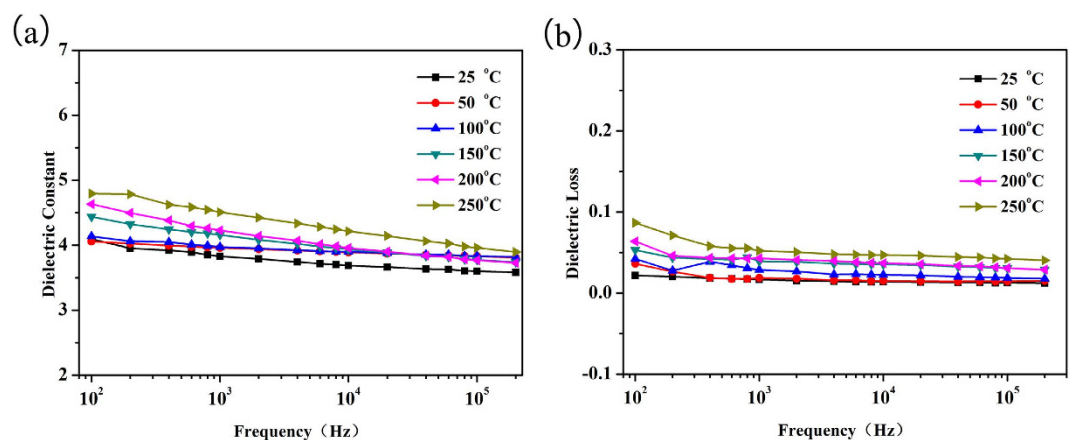 (a)
7
6
5
4
3
2
Dielectric Constant
25 °C
50 °C
100°C
150°C
200°C
250°C
10² 10³ 10⁴ 10⁵
Frequency（Hz）
(b)
0.3
0.2
0.1
0.0
-0.1
Dielectric Loss
25 °C
50 °C
100°C
150°C
200°C
250°C
10² 10³ 10⁴ 10⁵
Frequency（Hz）